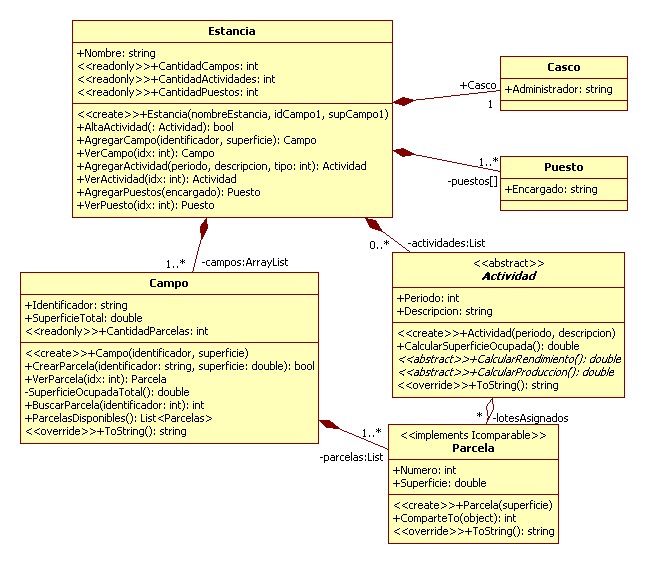 Estancia
+Nombre: string
<<readonly>>+CantidadCampos: int
<<readonly>>+CantidadActividades: int
<<readonly>>+CantidadPuestos: int
<<create>>+Estancia(nombreEstancia, idCampo1, supCampo1)
+AltaActividad(: Actividad): bool
+AgregarCampo(identificador, superficie): Campo
+VerCampo(idx: int): Campo
+AgregarActividad(periodo, descripcion, tipo: int): Actividad
+VerActividad(idx: int): Actividad
+AgregarPuestos(encargado): Puesto
+VerPuesto(idx: int): Puesto
+Casco
1
Casco
+Administrador: string
1..*
-puestos[]
Puesto
+Encargado: string
1..*
-campos:ArrayList
0..*
-actividades:List
Campo
+Identificador: string
+SuperficieTotal: double
<<readonly>>+CantidadParcelas: int
<<create>>+Campo(identificador, superficie)
+CrearParcela(identificador: string, superficie: double): bool
+VerParcela(idx: int): Parcela
-SuperficieOcupadaTotal(): double
+BuscarParcela(identificador: int): int
+ParcelasDisponibles(): List<Parcelas>
<<override>>+ToString(): string
<<abstract>>
Actividad
+Periodo: int
+Descripcion: string
<<create>>+Actividad(periodo, descripcion)
+CalcularSuperficieOcupada(): double
<<abstract>>+CalcularRendimiento(): double
<<abstract>>+CalcularProduccion(): double
<<override>>+ToString(): string
*
-lotesAsignados
1..*
-parcelas:List
<<implements Icomparable>>
Parcela
+Numero: int
+Superficie: double
<<create>>+Parcela(superficie)
+ComparteTo(object): int
<<override>>+ToString(): string